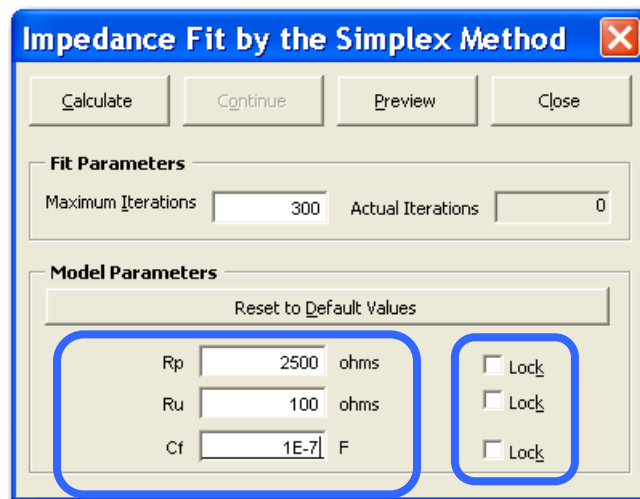 Impedance Fit by the Simplex Method
Calculate Continue Preview Close
Fit Parameters
Maximum Iterations 300 Actual Iterations 0
Model Parameters
Reset to Default Values
Rp 2500 ohms Lock
Ru 100 ohms Lock
Cf 1E-7 F Lock